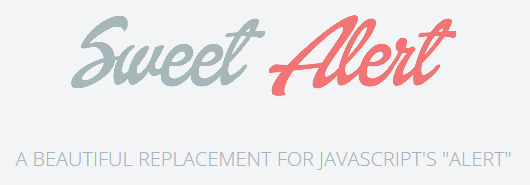 Sweet Alert
A BEAUTIFUL REPLACEMENT FOR JAVASCRIPT'S "ALERT"